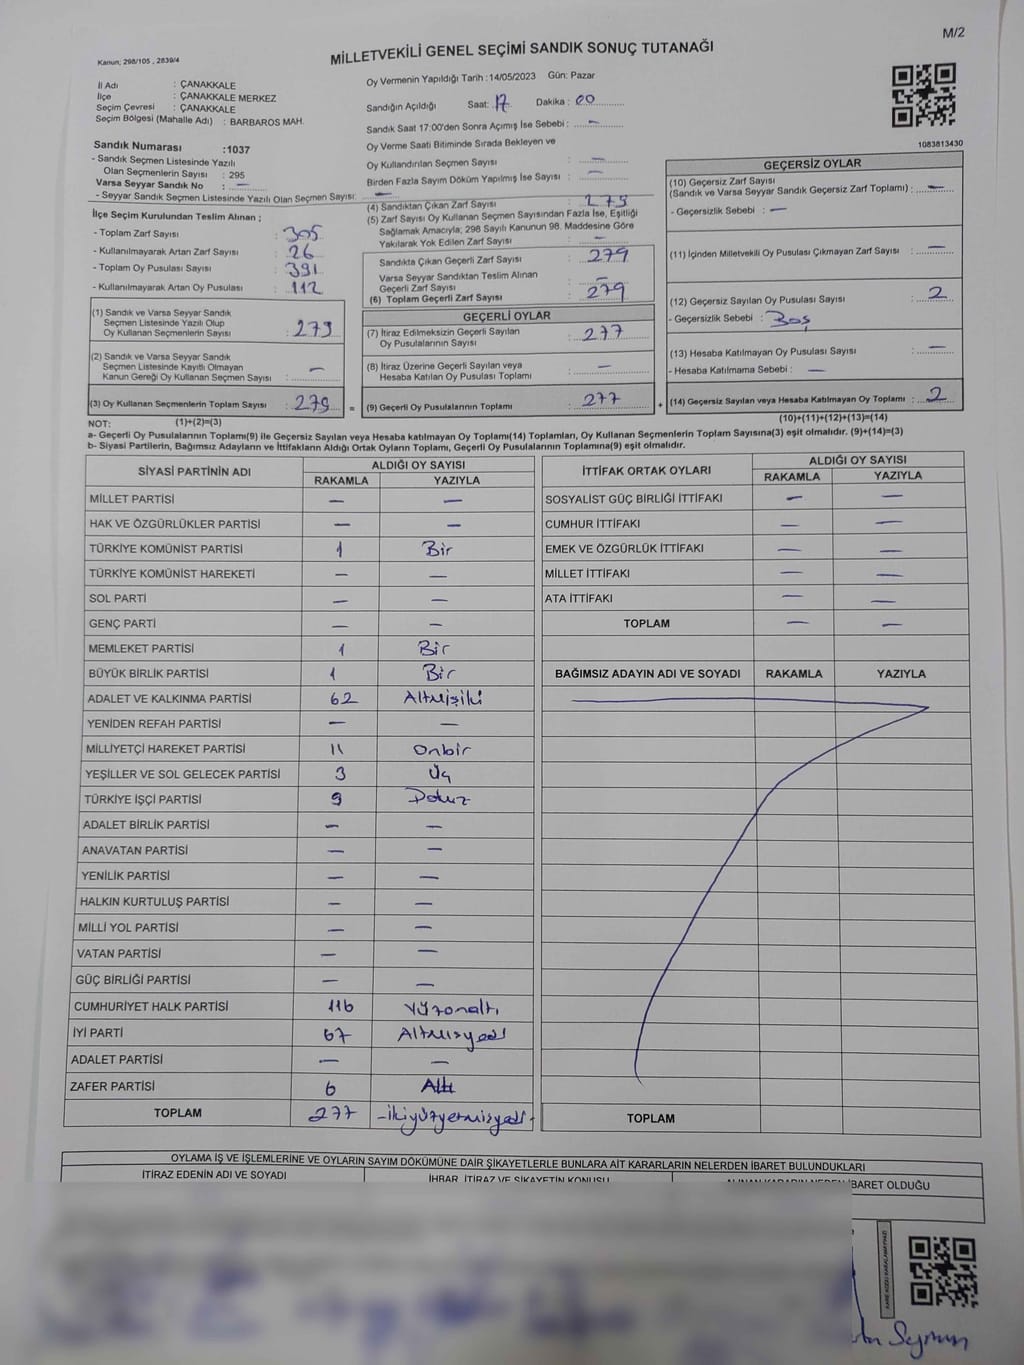 M/2
Kanun; 298/105 , 2839/4
MİLLETVEKİLİ GENEL SEÇİMİ SANDIK SONUÇ TUTANAĞI
İl Adı : ÇANAKKALE
İlçe : ÇANAKKALE MERKEZ
Seçim Çevresi : ÇANAKKALE
Seçim Bölgesi (Mahalle Adı) : BARBAROS MAH.
Oy Vermenin Yapıldığı Tarih :14/05/2023 Gün: Pazar
Sandığın Açıldığı Saat: 17 Dakika : 00
Sandık Saat 17:00'den Sonra Açımış İse Sebebi : —
Oy Verme Saati Bitiminde Sırada Bekleyen ve
Oy Kullandırılan Seçmen Sayısı : —
Birden Fazla Sayım Döküm Yapılmış İse Sayısı : —
1083813430
Sandık Numarası :1037
- Sandık Seçmen Listesinde Yazılı
Olan Seçmenlerin Sayısı : 295
Varsa Seyyar Sandık No : —
- Seyyar Sandık Seçmen Listesinde Yazılı Olan Seçmen Sayısı: —
İlçe Seçim Kurulundan Teslim Alınan ;
- Toplam Zarf Sayısı : 305
- Kullanılmayarak Artan Zarf Sayısı : 26
- Toplam Oy Pusulası Sayısı : 391
- Kullanılmayarak Artan Oy Pusulası : 112
(1) Sandık ve Varsa Seyyar Sandık
Seçmen Listesinde Yazılı Olup
Oy Kullanan Seçmenlerin Sayısı : 279
(2) Sandık ve Varsa Seyyar Sandık
Seçmen Listesinde Kayıtlı Olmayan
Kanun Gereği Oy Kullanan Seçmen Sayısı : —
(3) Oy Kullanan Seçmenlerin Toplam Sayısı : 279 =
(1)+(2)=(3)
(4) Sandıktan Çıkan Zarf Sayısı : 279
(5) Zarf Sayısı Oy Kullanan Seçmen Sayısından Fazla İse, Eşitliği
Sağlamak Amacıyla; 298 Sayılı Kanunun 98. Maddesine Göre
Yakılarak Yok Edilen Zarf Sayısı : —
Sandıkta Çıkan Geçerli Zarf Sayısı : 279
Varsa Seyyar Sandıktan Teslim Alınan
Geçerli Zarf Sayısı : —
(6) Toplam Geçerli Zarf Sayısı : 279
GEÇERLİ OYLAR
(7) İtiraz Edilmeksizin Geçerli Sayılan
Oy Pusulalarının Sayısı : 277
(8) İtiraz Üzerine Geçerli Sayılan veya
Hesaba Katılan Oy Pusulası Toplamı : —
(9) Geçerli Oy Pusulalarının Toplamı : 277 +
GEÇERSİZ OYLAR
(10) Geçersiz Zarf Sayısı
(Sandık ve Varsa Seyyar Sandık Geçersiz Zarf Toplamı) : —
- Geçersizlik Sebebi : —
(11) İçinden Milletvekili Oy Pusulası Çıkmayan Zarf Sayısı : —
(12) Geçersiz Sayılan Oy Pusulası Sayısı : 2
- Geçersizlik Sebebi : Boş
(13) Hesaba Katılmayan Oy Pusulası Sayısı :
- Hesaba Katılmama Sebebi : —
(14) Geçersiz Sayılan veya Hesaba Katılmayan Oy Toplamı : 2
(10)+(11)+(12)+(13)=(14)
NOT:
a- Geçerli Oy Pusulaları Toplamı(9) ile Geçersiz Sayılan veya Hesaba katılmayan Oy Toplamı(14) Toplamları, Oy Kullanan Seçmenlerin Toplam Sayısına(3) eşit olmalıdır. (9)+(14)=(3)
b- Siyasi Partilerin, Bağımsız Adayların ve İttifakların Aldığı Ortak Oyların Toplamı, Geçerli Oy Pusulalarının Toplamına(9) eşit olmalıdır.
SİYASİ PARTİNİN ADI ALDIĞI OY SAYISI
RAKAMLA YAZIYLA
MİLLET PARTİSİ — —
HAK VE ÖZGÜRLÜKLER PARTİSİ — —
TÜRKİYE KOMÜNİST PARTİSİ 1 Bir
TÜRKİYE KOMÜNİST HAREKETİ — —
SOL PARTİ — —
GENÇ PARTİ — —
MEMLEKET PARTİSİ 1 Bir
BÜYÜK BİRLİK PARTİSİ 1 Bir
ADALET VE KALKINMA PARTİSİ 62 Altmışiki
YENİDEN REFAH PARTİSİ — —
MİLLİYETÇİ HAREKET PARTİSİ 11 Onbir
YEŞİLLER VE SOL GELECEK PARTİSİ 3 Üç
TÜRKİYE İŞÇİ PARTİSİ 9 Dokuz
ADALET BİRLİK PARTİSİ — —
ANAVATAN PARTİSİ — —
YENİLİK PARTİSİ — —
HALKIN KURTULUŞ PARTİSİ — —
MİLLİ YOL PARTİSİ — —
VATAN PARTİSİ — —
GÜÇ BİRLİĞİ PARTİSİ — —
CUMHURİYET HALK PARTİSİ 116 Yüzonaltı
İYİ PARTİ 67 Altmışyedi
ADALET PARTİSİ — —
ZAFER PARTİSİ 6 Altı
TOPLAM 277 -ikiyüzyetmişyedi-
İTTİFAK ORTAK OYLARI ALDIĞI OY SAYISI
RAKAMLA YAZIYLA
SOSYALİST GÜÇ BİRLİĞİ İTTİFAKI — —
CUMHUR İTTİFAKI — —
EMEK VE ÖZGÜRLÜK İTTİFAKI — —
MİLLET İTTİFAKI — —
ATA İTTİFAKI — —
TOPLAM — —
BAĞIMSIZ ADAYIN ADI VE SOYADI RAKAMLA YAZIYLA
TOPLAM
OYLAMA İŞ VE İŞLEMLERİNE VE OYLARIN SAYIM DÖKÜMÜNE DAİR ŞİKAYETLERLE BUNLARA AİT KARARLARIN NELERDEN İBARET BULUNDUKLARI
İTİRAZ EDENİN ADI VE SOYADI
İHBAR, İTİRAZ VE ŞİKAYETİN KONUSU
ALINAN KARARIN NEDEN İBARET OLDUĞU